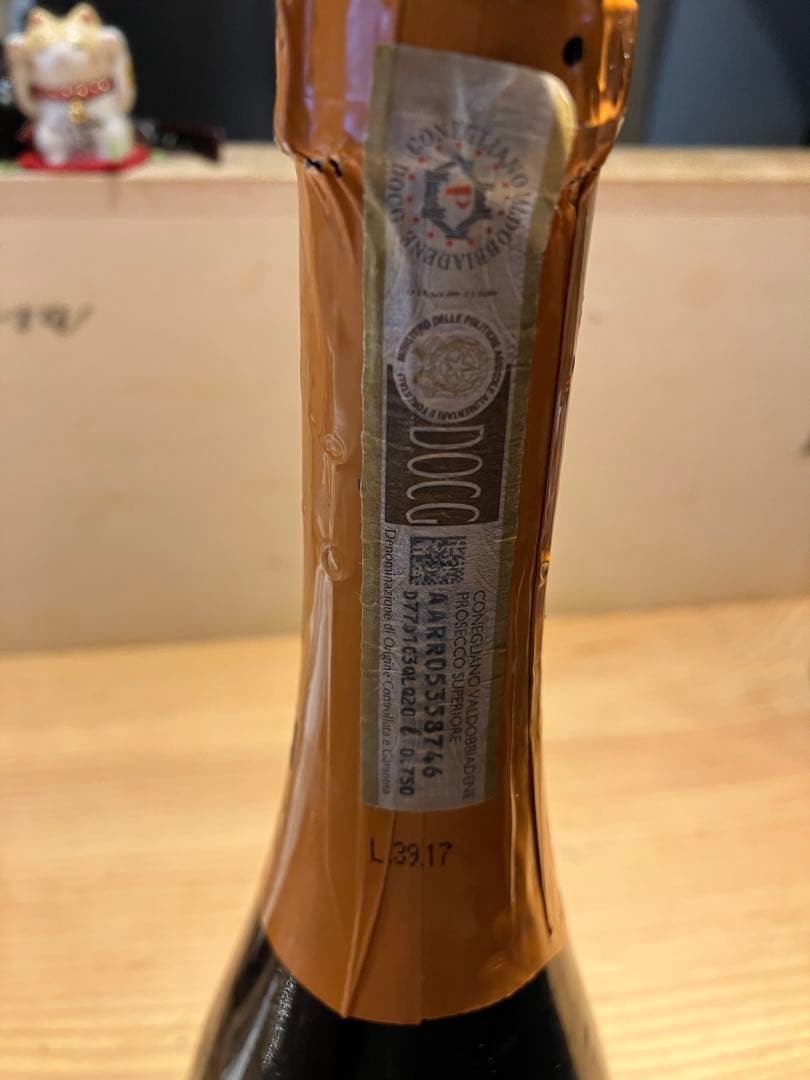 CONEGLIANO VALDOBBIADENE
DOCG
P
MINISTERO DELLE POLITICHE AGRICOLE ALIMENTARI E FORESTALI
DOCG
CONEGLIANO VALDOBBIADENE
PROSECCO SUPERIORE
AARR05358746
l 0.750
Denominazione di Origine Controllata e Garantita
L.39.17